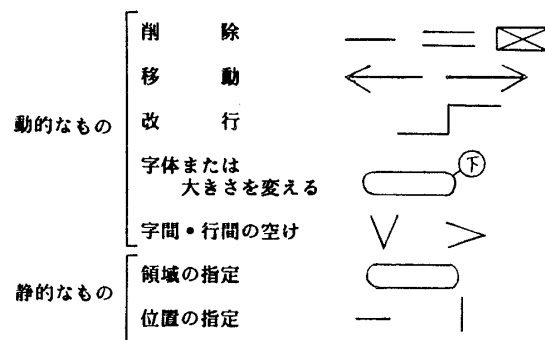 削除
移動
動的なもの
改行
字体または
大きさを変える
下
字間・行間の空け
静的なもの
領域の指定
位置の指定